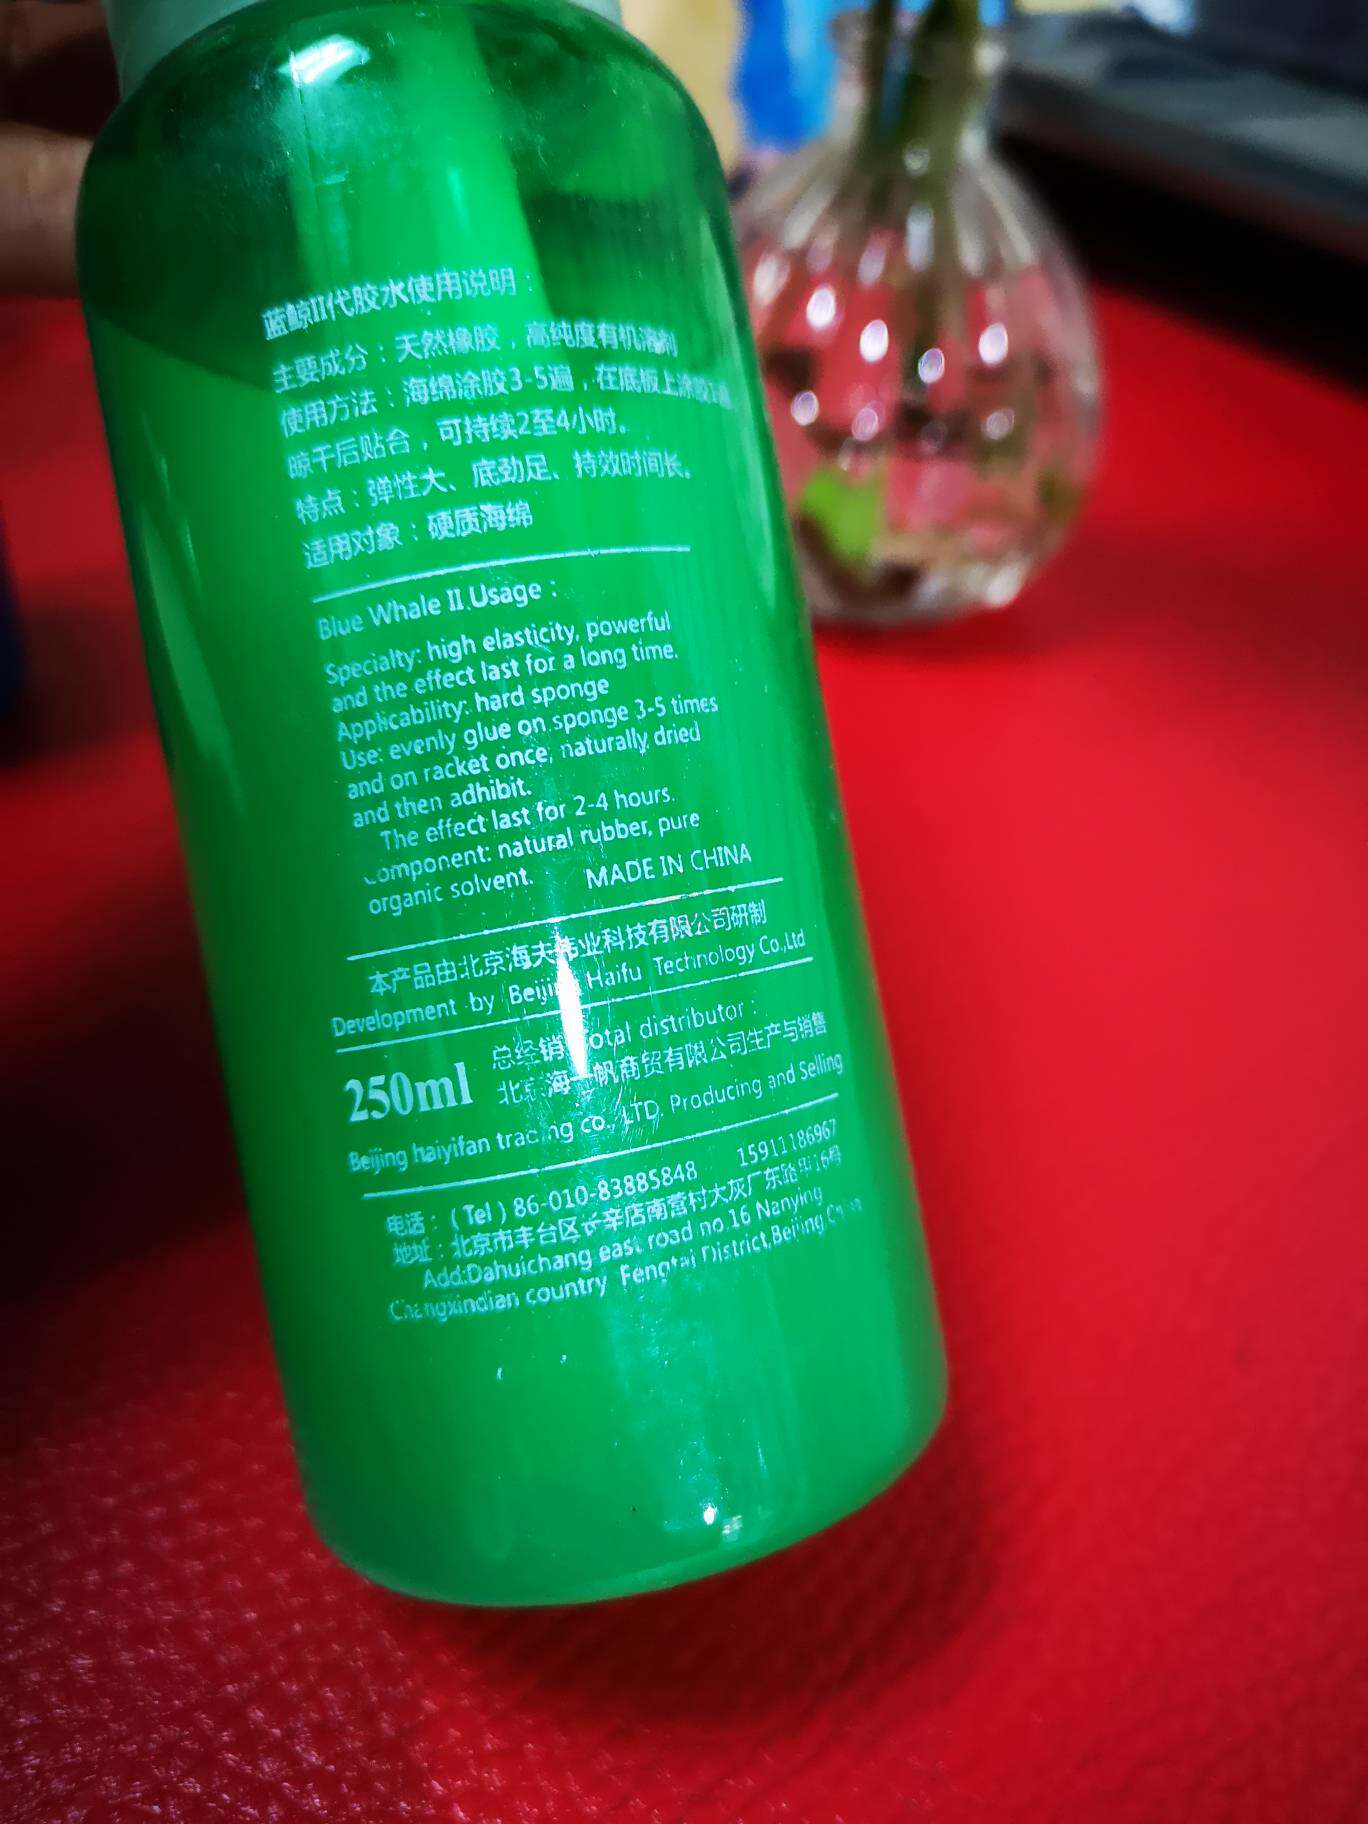 蓝鲸II代胶水使用说明：
主要成分：天然橡胶，高纯度有机溶剂
使用方法：海绵涂胶3-5遍，在底板上涂胶
晾干后贴合，可持续2至4小时。
特点：弹性大、底劲足、持效时间长。
适用对象：硬质海绵
Blue Whale II Usage：
Specialty: high elasticity, powerful
and the effect last for a long time.
Applicability: hard sponge
Use: evenly glue on sponge 3-5 times
and on racket once, naturally dried
and then adhibit.
The effect last for 2-4 hours.
component: natural rubber, pure
organic solvent. MADE IN CHINA
本产品由北京海夫伟业科技有限公司研制
Development by Beijing Haifu Technology Co.,Ltd
250ml
总经销 total distributor：
北京海一帆商贸有限公司生产与销售
Beijing haiyifan trading co., LTD. Producing and Selling
电话：（Tel）86-010-83885848 15911186967
地址：北京市丰台区长辛店南营村大灰厂东路甲16号
Add:Dahuichang east road no.16 Nanying
Changxindian country Fengtai District,Beijing,China